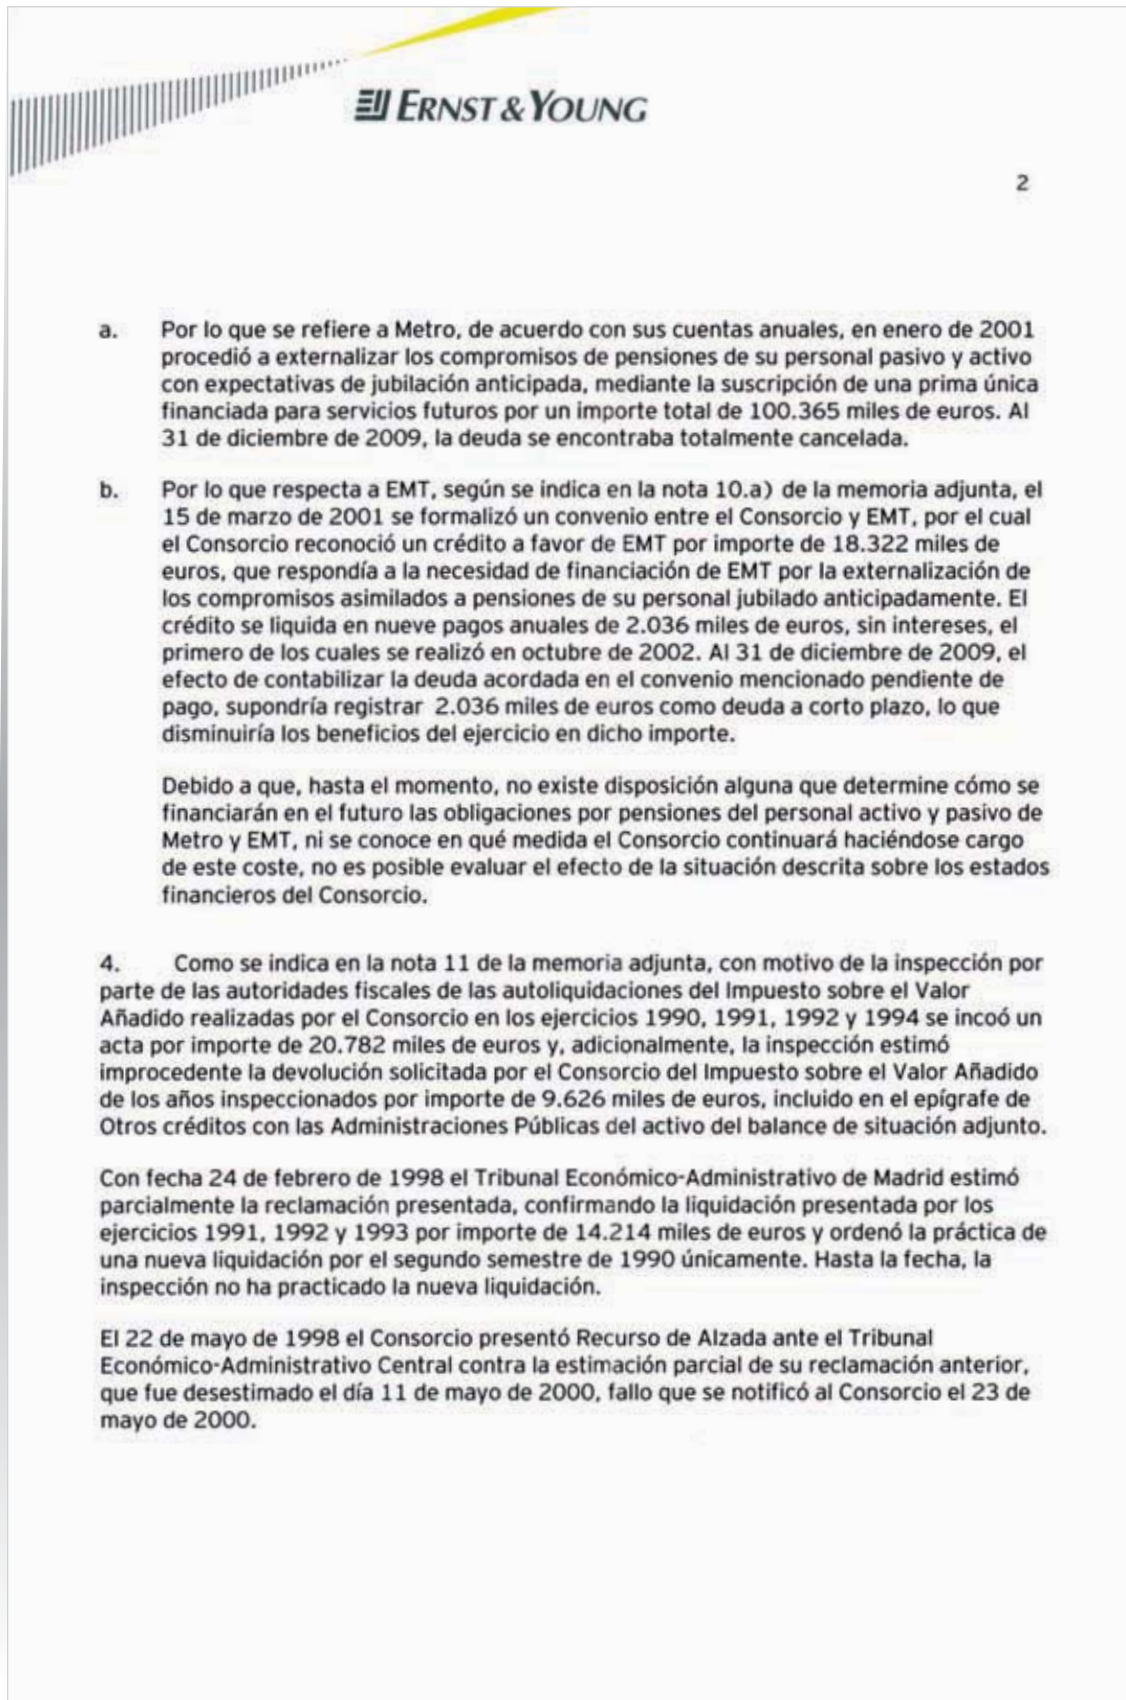 ERNST & YOUNG
2
a. Por lo que se refiere a Metro, de acuerdo con sus cuentas anuales, en enero de 2001
procedió a externalizar los compromisos de pensiones de su personal pasivo y activo
con expectativas de jubilación anticipada, mediante la suscripción de una prima única
financiada para servicios futuros por un importe total de 100.365 miles de euros. Al
31 de diciembre de 2009, la deuda se encontraba totalmente cancelada.
b. Por lo que respecta a EMT, según se indica en la nota 10.a) de la memoria adjunta, el
15 de marzo de 2001 se formalizó un convenio entre el Consorcio y EMT, por el cual
el Consorcio reconoció un crédito a favor de EMT por importe de 18.322 miles de
euros, que respondía a la necesidad de financiación de EMT por la externalización de
los compromisos asimilados a pensiones de su personal jubilado anticipadamente. El
crédito se liquida en nueve pagos anuales de 2.036 miles de euros, sin intereses, el
primero de los cuales se realizó en octubre de 2002. Al 31 de diciembre de 2009, el
efecto de contabilizar la deuda acordada en el convenio mencionado pendiente de
pago, supondría registrar 2.036 miles de euros como deuda a corto plazo, lo que
disminuiría los beneficios del ejercicio en dicho importe.
Debido a que, hasta el momento, no existe disposición alguna que determine cómo se
financiarán en el futuro las obligaciones por pensiones del personal activo y pasivo de
Metro y EMT, ni se conoce en qué medida el Consorcio continuará haciéndose cargo
de este coste, no es posible evaluar el efecto de la situación descrita sobre los estados
financieros del Consorcio.
4. Como se indica en la nota 11 de la memoria adjunta, con motivo de la inspección por
parte de las autoridades fiscales de las autoliquidaciones del Impuesto sobre el Valor
Añadido realizadas por el Consorcio en los ejercicios 1990, 1991, 1992 y 1994 se incoó un
acta por importe de 20.782 miles de euros y, adicionalmente, la inspección estimó
improcedente la devolución solicitada por el Consorcio del Impuesto sobre el Valor Añadido
de los años inspeccionados por importe de 9.626 miles de euros, incluido en el epígrafe de
Otros créditos con las Administraciones Públicas del activo del balance de situación adjunto.
Con fecha 24 de febrero de 1998 el Tribunal Económico-Administrativo de Madrid estimó
parcialmente la reclamación presentada, confirmando la liquidación presentada por los
ejercicios 1991, 1992 y 1993 por importe de 14.214 miles de euros y ordenó la práctica de
una nueva liquidación por el segundo semestre de 1990 únicamente. Hasta la fecha, la
inspección no ha practicado la nueva liquidación.
El 22 de mayo de 1998 el Consorcio presentó Recurso de Alzada ante el Tribunal
Económico-Administrativo Central contra la estimación parcial de su reclamación anterior,
que fue desestimado el día 11 de mayo de 2000, fallo que se notificó al Consorcio el 23 de
mayo de 2000.